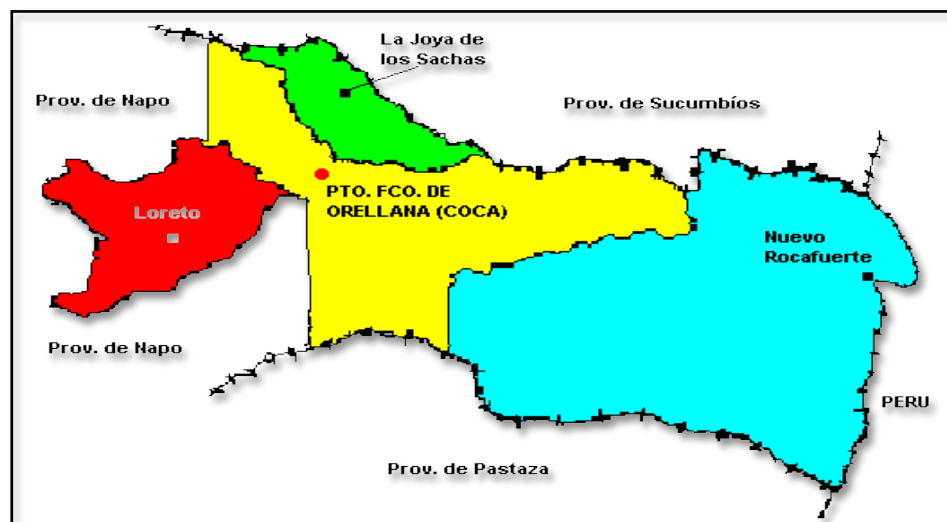 La Joya de
los Sachas
Prov. de Napo
Prov. de Sucumbíos
PTO. FCO. DE
ORELLANA (COCA)
Loreto
Nuevo
Rocafuerte
Prov. de Napo
PERU
Prov. de Pastaza